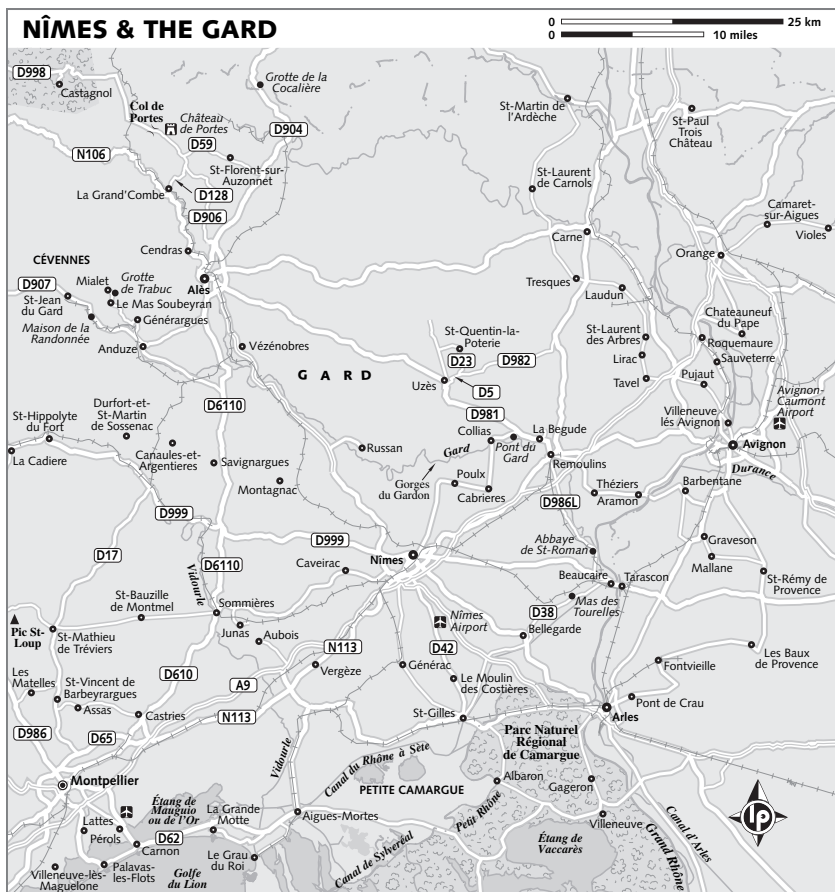 NÎMES & THE GARD
0
25 km
0
10 miles
D998
Castagnol
Grotte de la
Cocalière
Col de
Portes
Château
de Portes
D59
D904
St-Martin de
l'Ardèche
St-Paul
Trois
Château
N106
St-Florent-sur-
Auzonnet
La Grand'Combe
D128
D906
St-Laurent
de Carnols
Camaret-
sur-Aigues
Violes
Carne
Orange
Cendras
CÉVENNES
D907
Mialet
Grotte
de Trabuc
Alès
St-Jean
du Gard
Le Mas Soubeyran
Maison de la
Randonnée
Générargues
Anduze
Vézénobres
Tresques
Laudun
Chateauneuf
du Pape
St-Quentin-la-
Poterie
St-Laurent
des Arbres
Roquemaure
D23
D982
Lirac
Sauveterre
GARD
Uzès
D5
Tavel
Pujaut
Avignon-
Caumont
Airport
D6110
D981
Villeneuve
lés Avignon
St-Hippolyte
du Fort
Durfort-et-
St-Martin
de Sossenac
La Cadiere
Canaules-et-
Argentieres
Savignargues
Montagnac
Russan
Gard
Collias
Pont du
Gard
La Begude
Remoulins
Avignon
Durance
Gorges
du Gardon
Poulx
Cabrieres
Théziers
Aramon
Barbentane
D986L
D999
D17
D999
Nîmes
Abbaye
de St-Roman
Graveson
Mallane
St-Rémy de
Provence
D6110
Vidourle
Caveirac
Beaucaire
Tarascon
Mas des
Tourelles
St-Bauzille
de Montmel
Sommières
D38
Pic St-
Loup
St-Mathieu
de Tréviers
Junas
Aubois
Nîmes
Airport
Bellegarde
N113
D42
Les Baux
de Provence
Les
Matelles
St-Vincent de
Barbeyrargues
D610
Vergèze
Générac
Fontvieille
A9
Le Moulin
des Costières
Assas
Castries
N113
St-Gilles
Pont de Crau
Arles
D986
D65
Parc Naturel
Régional
de Camargue
Montpellier
Vidourle
Canal du Rhône à Sète
PETITE CAMARGUE
Albaron
Gageron
Étang de
Mauguio
ou de l'Or
La Grande
Motte
Aigues-Mortes
Petit Rhône
Villeneuve
Lattes
Pérols
D62
Carnon
Le Grau
du Roi
Canal de Sylveréal
Étang de
Vaccarès
Grand Rhône
Canal d'Arles
Villeneuve-lès-
Maguelone
Palavas-
les-Flots
Golfe
du Lion
lp